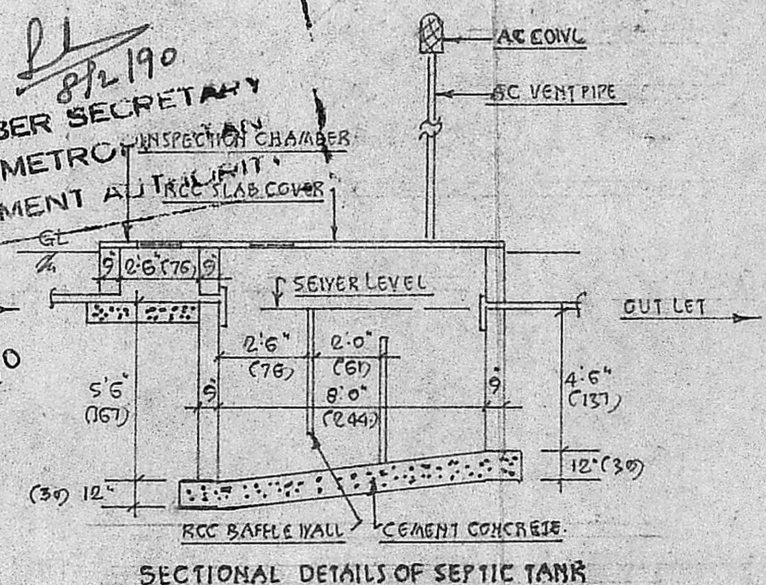 8/2/90
BER SECRETARY
METROPOLITAN
MENT AUTHORITY
AC COWL
AC VENT PIPE
INSPECTION CHAMBER
RCC SLAB COVER
GL
9" 2'6"(76) 9"
SEWER LEVEL
OUT LET
2'6" 2'0"
(76) (61)
5'6" 9" 8'0" 9" 4'6"
(167) (244) (137)
12"(30)
(30) 12"
RCC BAFFLE WALL CEMENT CONCRETE.
SECTIONAL DETAILS OF SEPTIC TANK